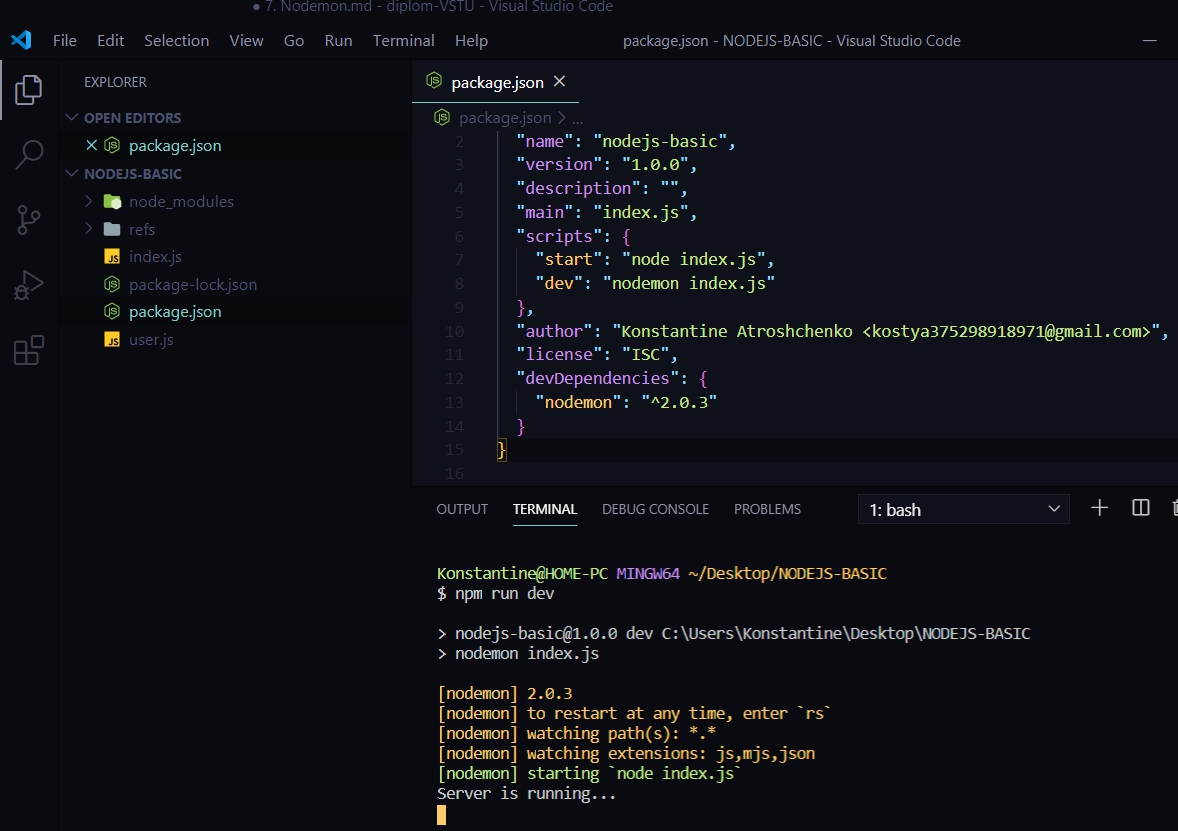 7. Nodemon.md - diplom-VSTU - Visual Studio Code
File Edit Selection View Go Run Terminal Help package.json - NODEJS-BASIC - Visual Studio Code
EXPLORER
OPEN EDITORS
package.json
NODEJS-BASIC
node_modules
refs
index.js
package-lock.json
package.json
user.js
package.json
package.json > ...
2 "name": "nodejs-basic",
3 "version": "1.0.0",
4 "description": "",
5 "main": "index.js",
6 "scripts": {
7 "start": "node index.js",
8 "dev": "nodemon index.js"
9 },
10 "author": "Konstantine Atroshchenko <kostya375298918971@gmail.com>",
11 "license": "ISC",
12 "devDependencies": {
13 "nodemon": "^2.0.3"
14 }
15 }
16
OUTPUT TERMINAL DEBUG CONSOLE PROBLEMS 1: bash
Konstantine@HOME-PC MINGW64 ~/Desktop/NODEJS-BASIC
$ npm run dev
> nodejs-basic@1.0.0 dev C:\Users\Konstantine\Desktop\NODEJS-BASIC
> nodemon index.js
[nodemon] 2.0.3
[nodemon] to restart at any time, enter `rs`
[nodemon] watching path(s): *.*
[nodemon] watching extensions: js,mjs,json
[nodemon] starting `node index.js`
Server is running...